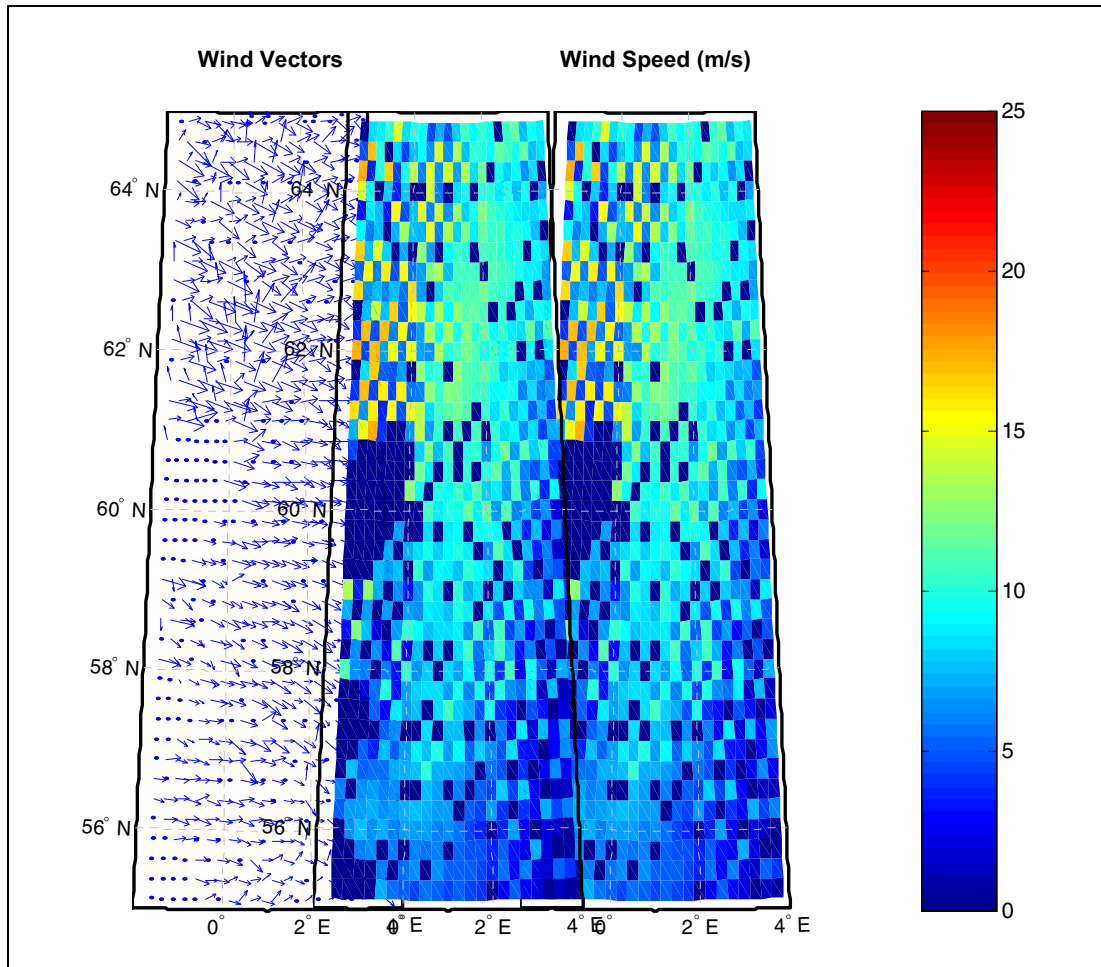 Wind Vectors Wind Speed (m/s)
25
64° N 64° N
20
62° N 62° N
15
60° N 60° N
10
58° N 58° N
5
56° N 56° N
0
0° 2° E 4° E 0° 2° E 4° E 0° 2° E 4° E